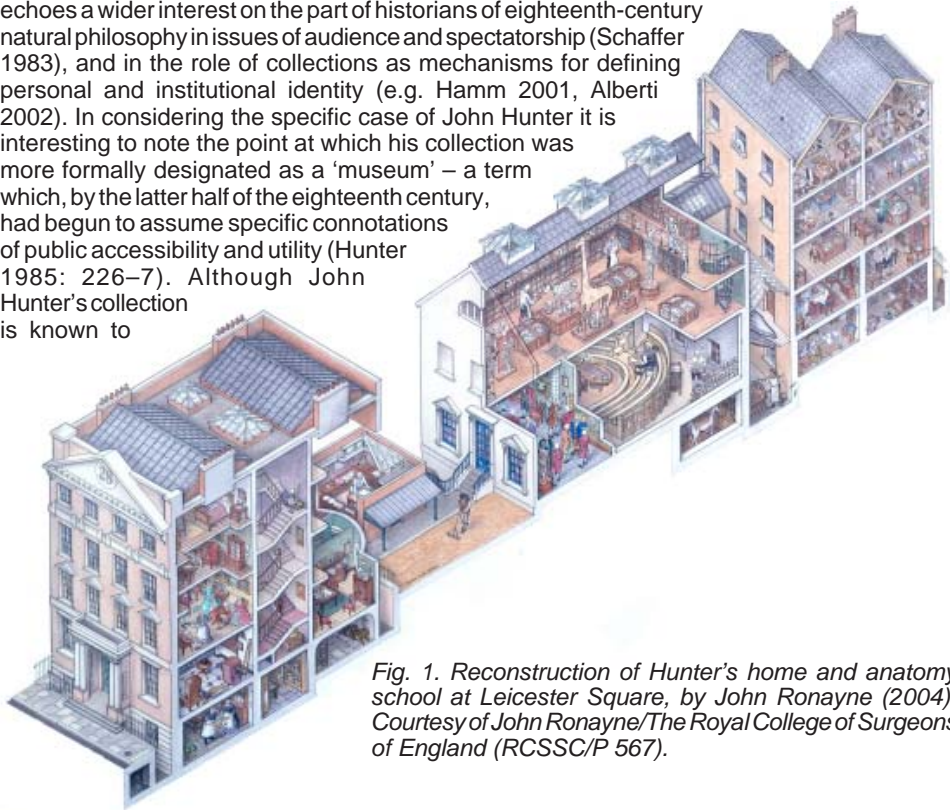 echoes a wider interest on the part of historians of eighteenth-century
natural philosophy in issues of audience and spectatorship (Schaffer
1983), and in the role of collections as mechanisms for defining
personal and institutional identity (e.g. Hamm 2001, Alberti
2002). In considering the specific case of John Hunter it is
interesting to note the point at which his collection was
more formally designated as a ‘museum’ – a term
which, by the latter half of the eighteenth century,
had begun to assume specific connotations
of public accessibility and utility (Hunter
1985: 226–7). Although John
Hunter’s collection
is known to
Fig. 1. Reconstruction of Hunter’s home and anatomy
school at Leicester Square, by John Ronayne (2004)
Courtesy of John Ronayne/The Royal College of Surgeons
of England (RCSSC/P 567).